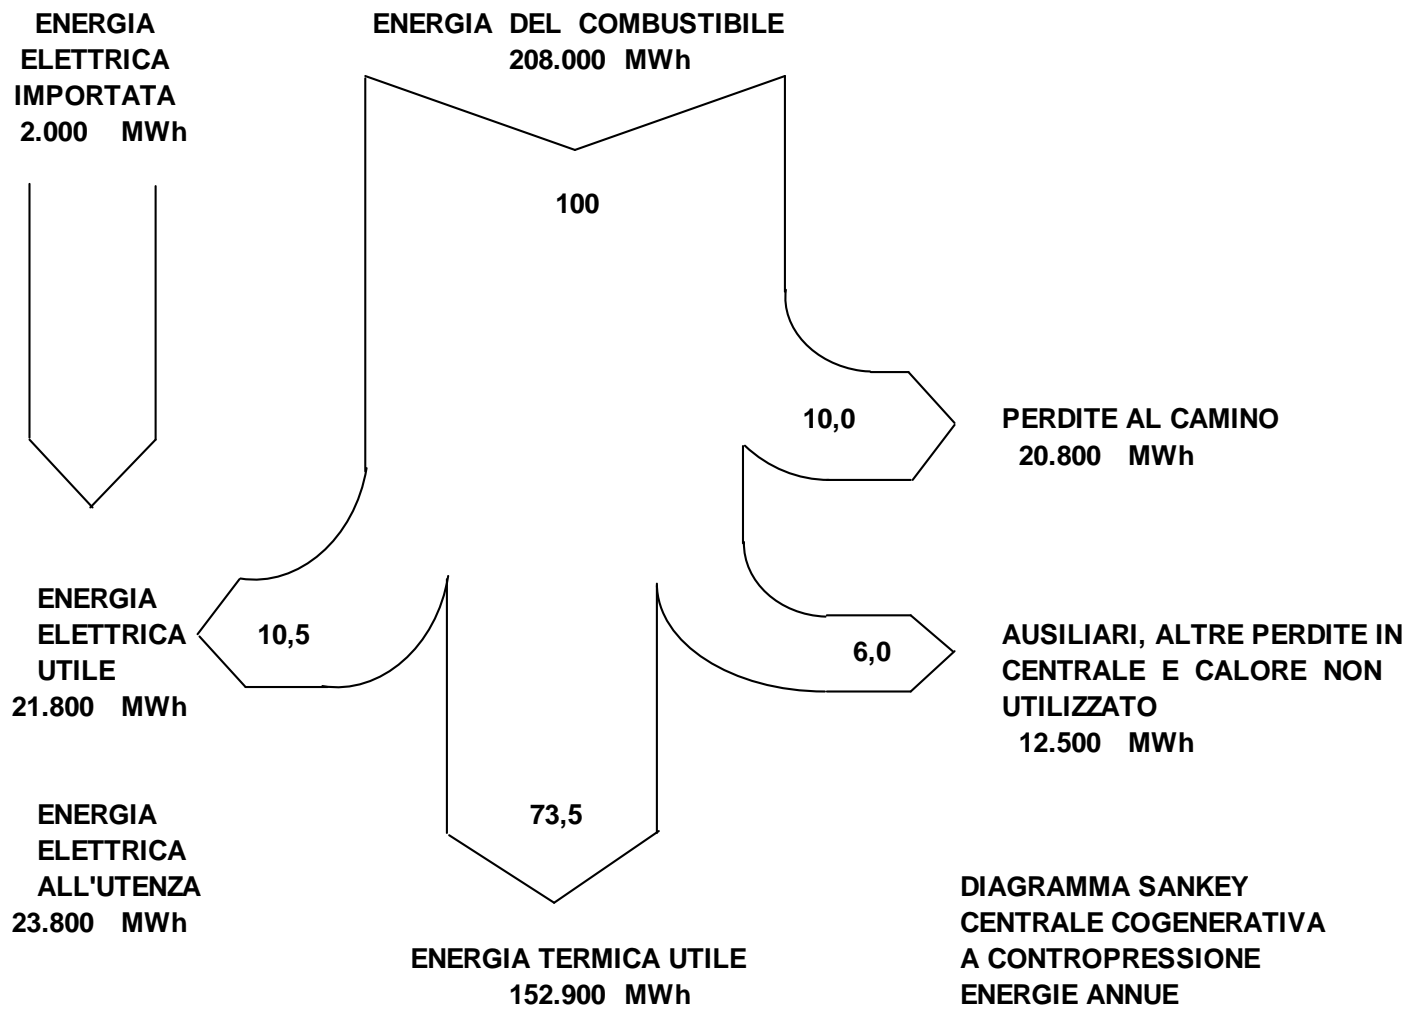 ENERGIA
ELETTRICA
IMPORTATA
2.000 MWh
ENERGIA DEL COMBUSTIBILE
208.000 MWh
100
10,0
PERDITE AL CAMINO
20.800 MWh
ENERGIA
ELETTRICA
UTILE
21.800 MWh
10,5
6,0
AUSILIARI, ALTRE PERDITE IN
CENTRALE E CALORE NON
UTILIZZATO
12.500 MWh
ENERGIA
ELETTRICA
ALL'UTENZA
23.800 MWh
73,5
ENERGIA TERMICA UTILE
152.900 MWh
DIAGRAMMA SANKEY
CENTRALE COGENERATIVA
A CONTROPRESSIONE
ENERGIE ANNUE